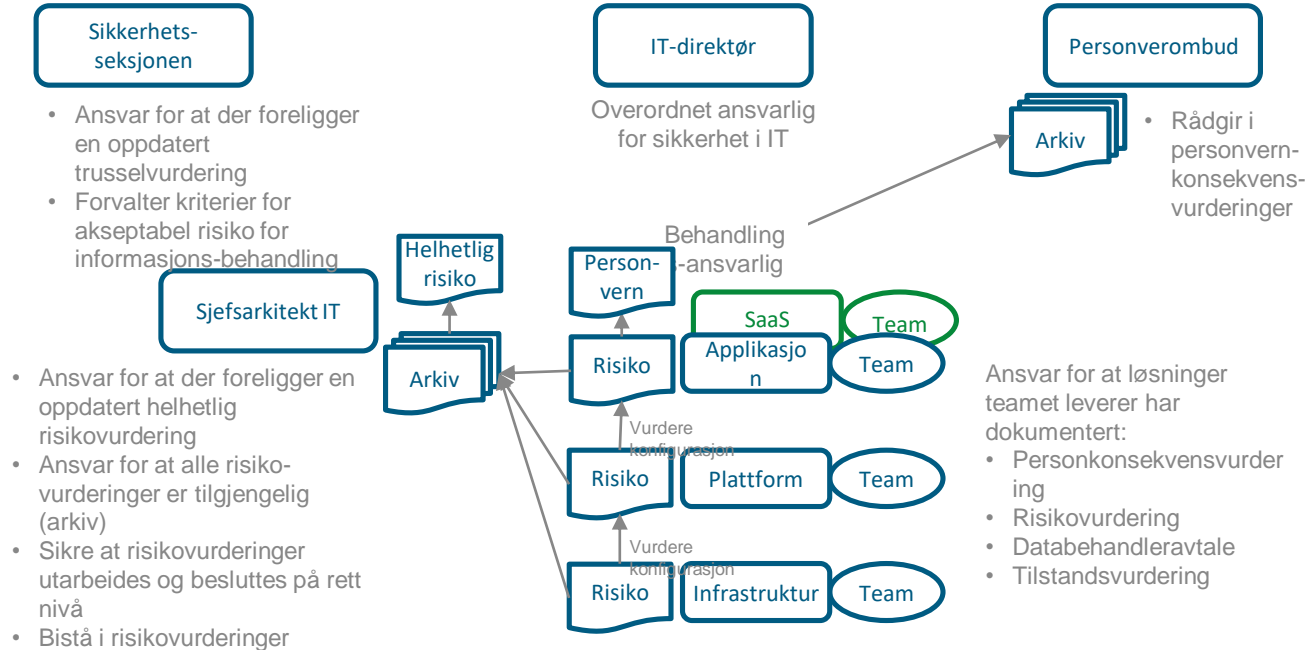 Sikkerhets-
seksjonen
IT-direktør
Personverombud
• Ansvar for at der foreligger
en oppdatert
trusselvurdering
• Forvalter kriterier for
akseptabel risiko for
informasjons-behandling
Overordnet ansvarlig
for sikkerhet i IT
Arkiv
• Rådgir i
personvern-
konsekvens-
vurderinger
Behandling
s-ansvarlig
Helhetlig
risiko
Person-
vern
Sjefsarkitekt IT
SaaS
Team
Arkiv
Risiko
Applikasjo
n
Team
• Ansvar for at der foreligger en
oppdatert helhetlig
risikovurdering
• Ansvar for at alle risiko-
vurderinger er tilgjengelig
(arkiv)
• Sikre at risikovurderinger
utarbeides og besluttes på rett
nivå
• Bistå i risikovurderinger
Vurdere
konfigurasjon
Risiko
Plattform
Team
Vurdere
konfigurasjon
Risiko
Infrastruktur
Team
Ansvar for at løsninger
teamet leverer har
dokumentert:
• Personkonsekvensvurder
ing
• Risikovurdering
• Databehandleravtale
• Tilstandsvurdering